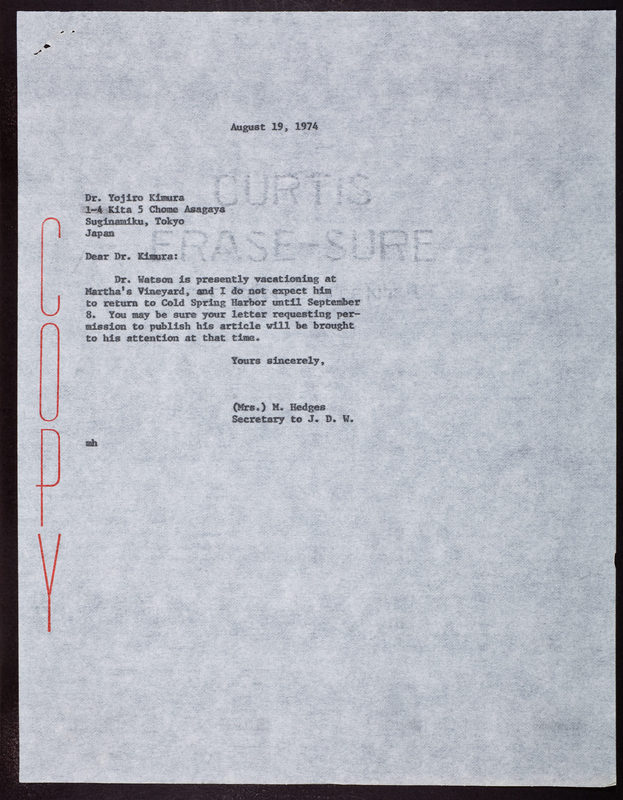 August 19, 1974
CURTIS
ERASE-SURE
Dr. Yojiro Kimura
1-4 Kita 5 Chome Asagaya
Suginamiku, Tokyo
Japan
Dear Dr. Kimura:
Dr. Watson is presently vacationing at
Martha's Vineyard, and I do not expect him
to return to Cold Spring Harbor until September
8. You may be sure your letter requesting per-
mission to publish his article will be brought
to his attention at that time.
Yours sincerely,
(Mrs.) M. Hedges
Secretary to J. D. W.
mh
COPY